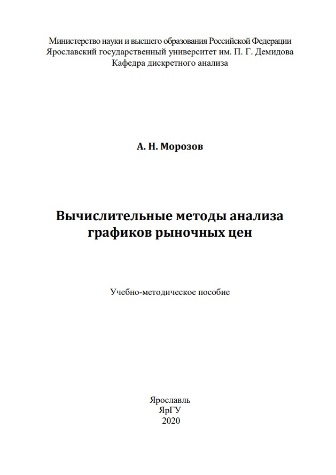 Министерство науки и высшего образования Российской Федерации
Ярославский государственный университет им. П. Г. Демидова
Кафедра дискретного анализа
А. Н. Морозов
Вычислительные методы анализа
графиков рыночных цен
Учебно-методическое пособие
Ярославль
ЯрГУ
2020